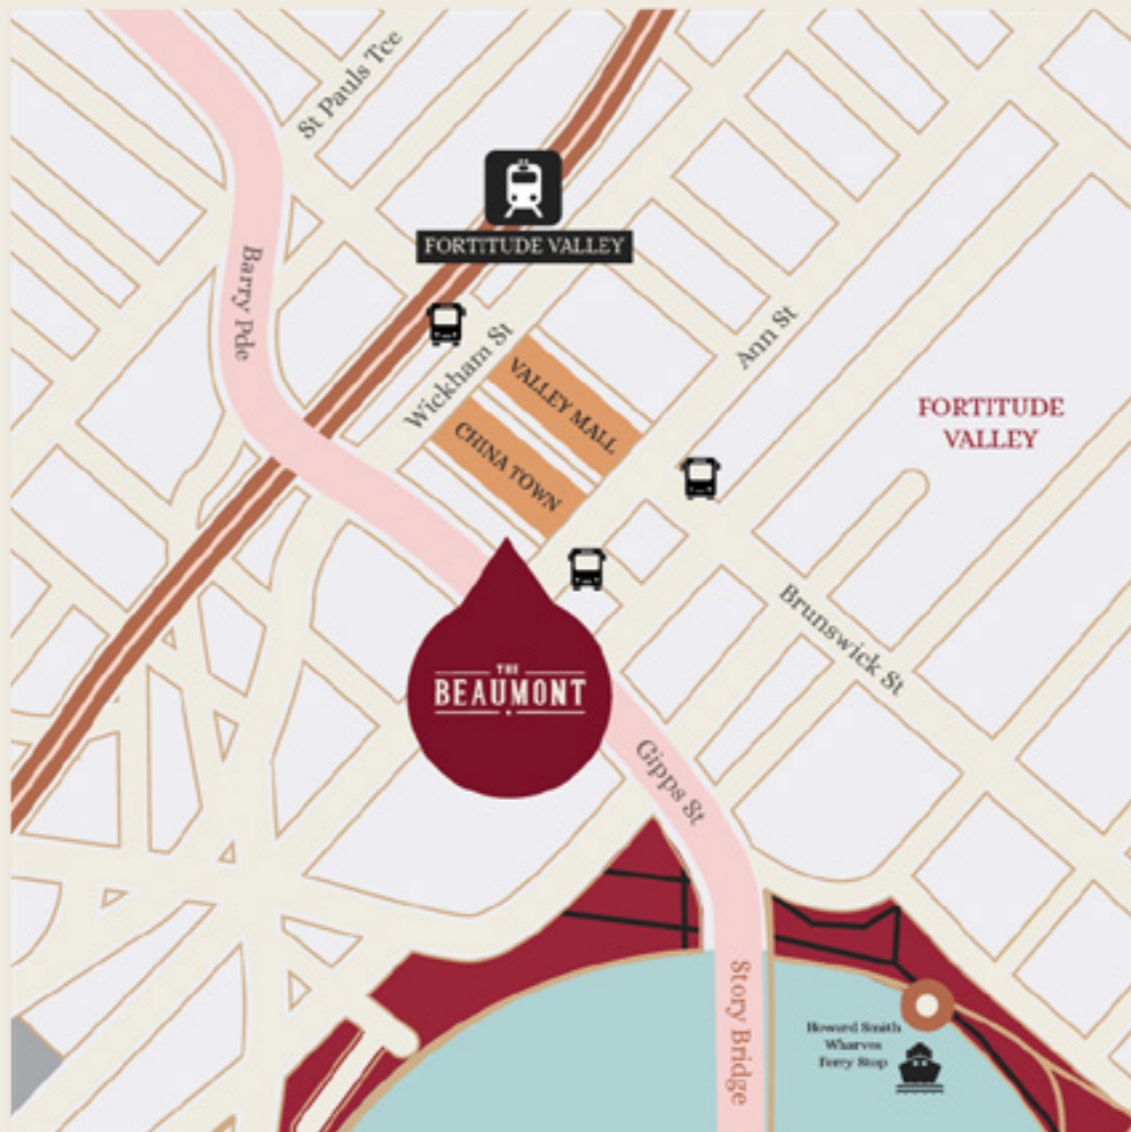 St Pauls Tce
FORTITUDE VALLEY
Barry Pde
Wickham St
Ann St
VALLEY MALL
CHINA TOWN
FORTITUDE
VALLEY
Brunswick St
THE
BEAUMONT
Gipps St
Story Bridge
Howard Smith
Wharves
Ferry Stop